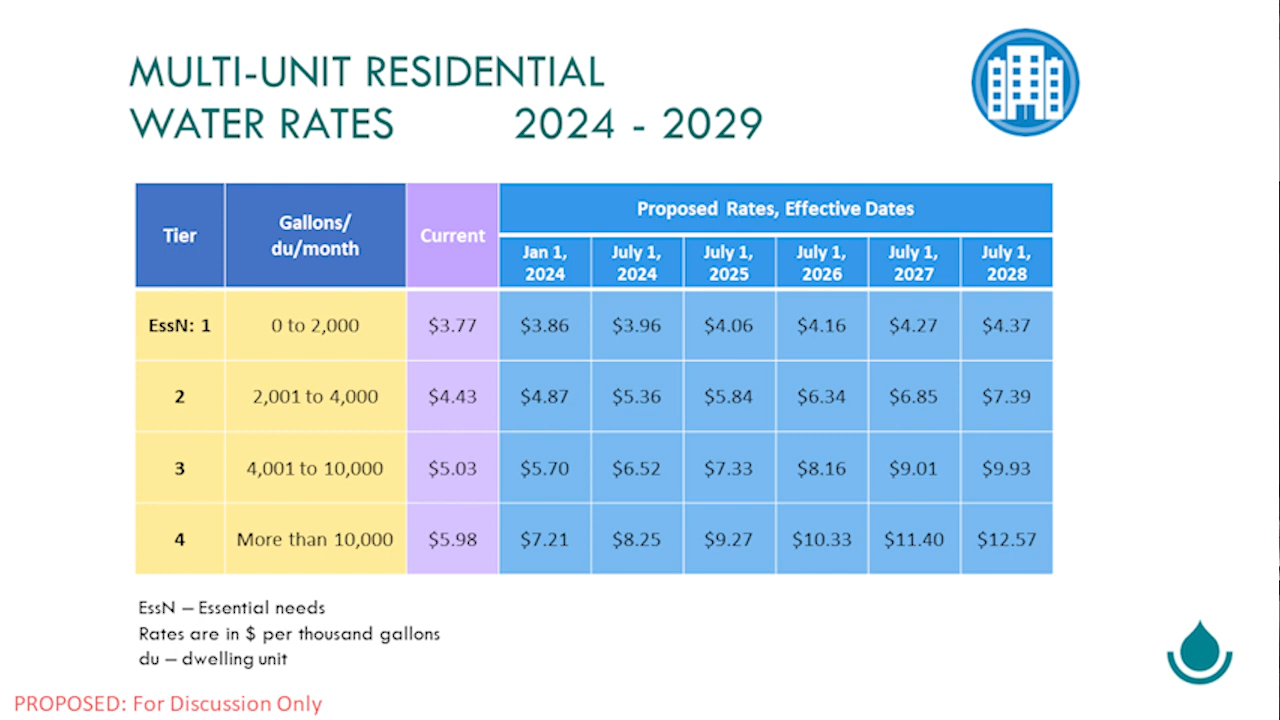 MULTI-UNIT RESIDENTIAL
WATER RATES 2024 - 2029
Tier Gallons/ du/month Current Proposed Rates, Effective Dates
Jan 1, 2024 July 1, 2024 July 1, 2025 July 1, 2026 July 1, 2027 July 1, 2028
EssN: 1 0 to 2,000 $3.77 $3.86 $3.96 $4.06 $4.16 $4.27 $4.37
2 2,001 to 4,000 $4.43 $4.87 $5.36 $5.84 $6.34 $6.85 $7.39
3 4,001 to 10,000 $5.03 $5.70 $6.52 $7.33 $8.16 $9.01 $9.93
4 More than 10,000 $5.98 $7.21 $8.25 $9.27 $10.33 $11.40 $12.57
EssN – Essential needs
Rates are in $ per thousand gallons
du – dwelling unit
PROPOSED: For Discussion Only